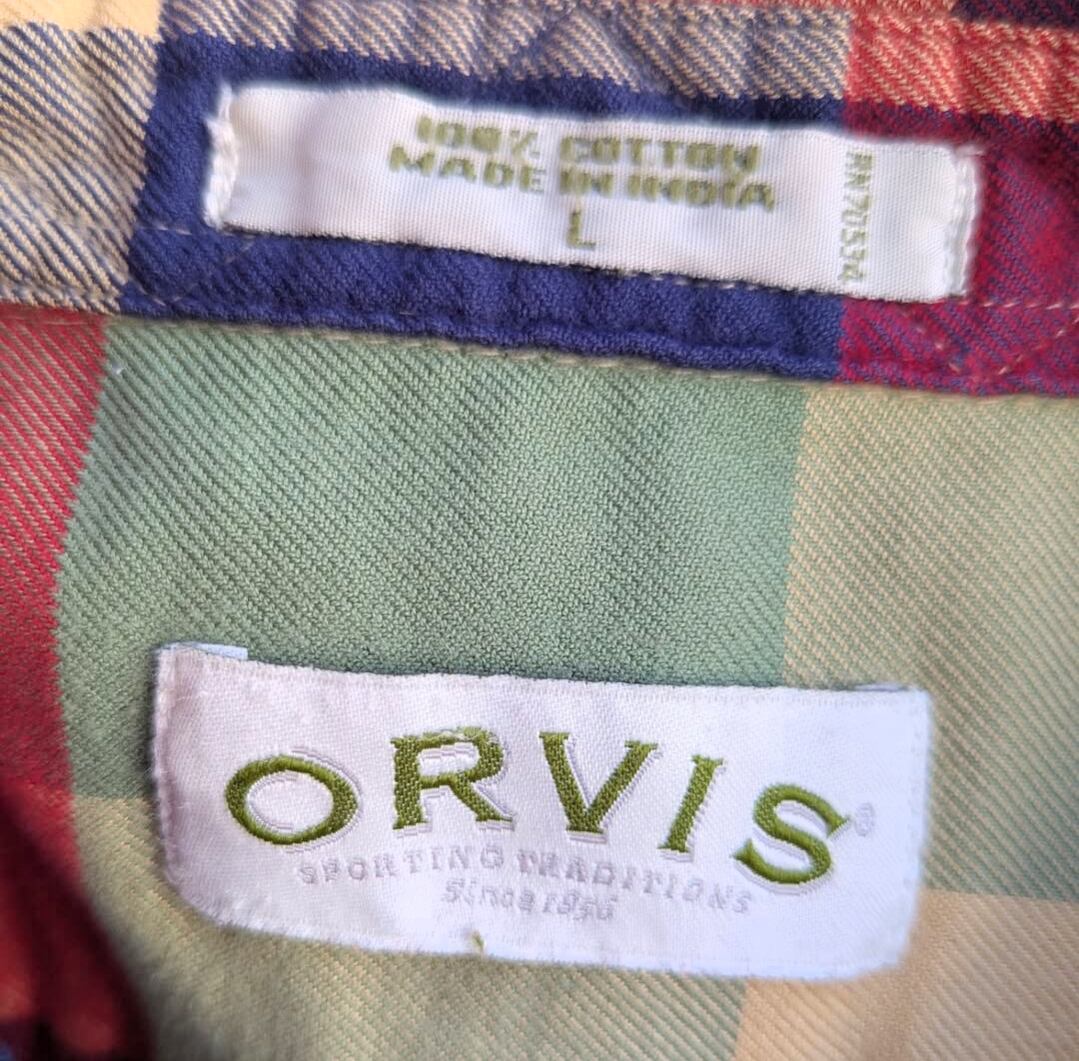 100% COTTON
MADE IN INDIA
L
RN70534
ORVIS®
SPORTING TRADITIONS
Since 1856